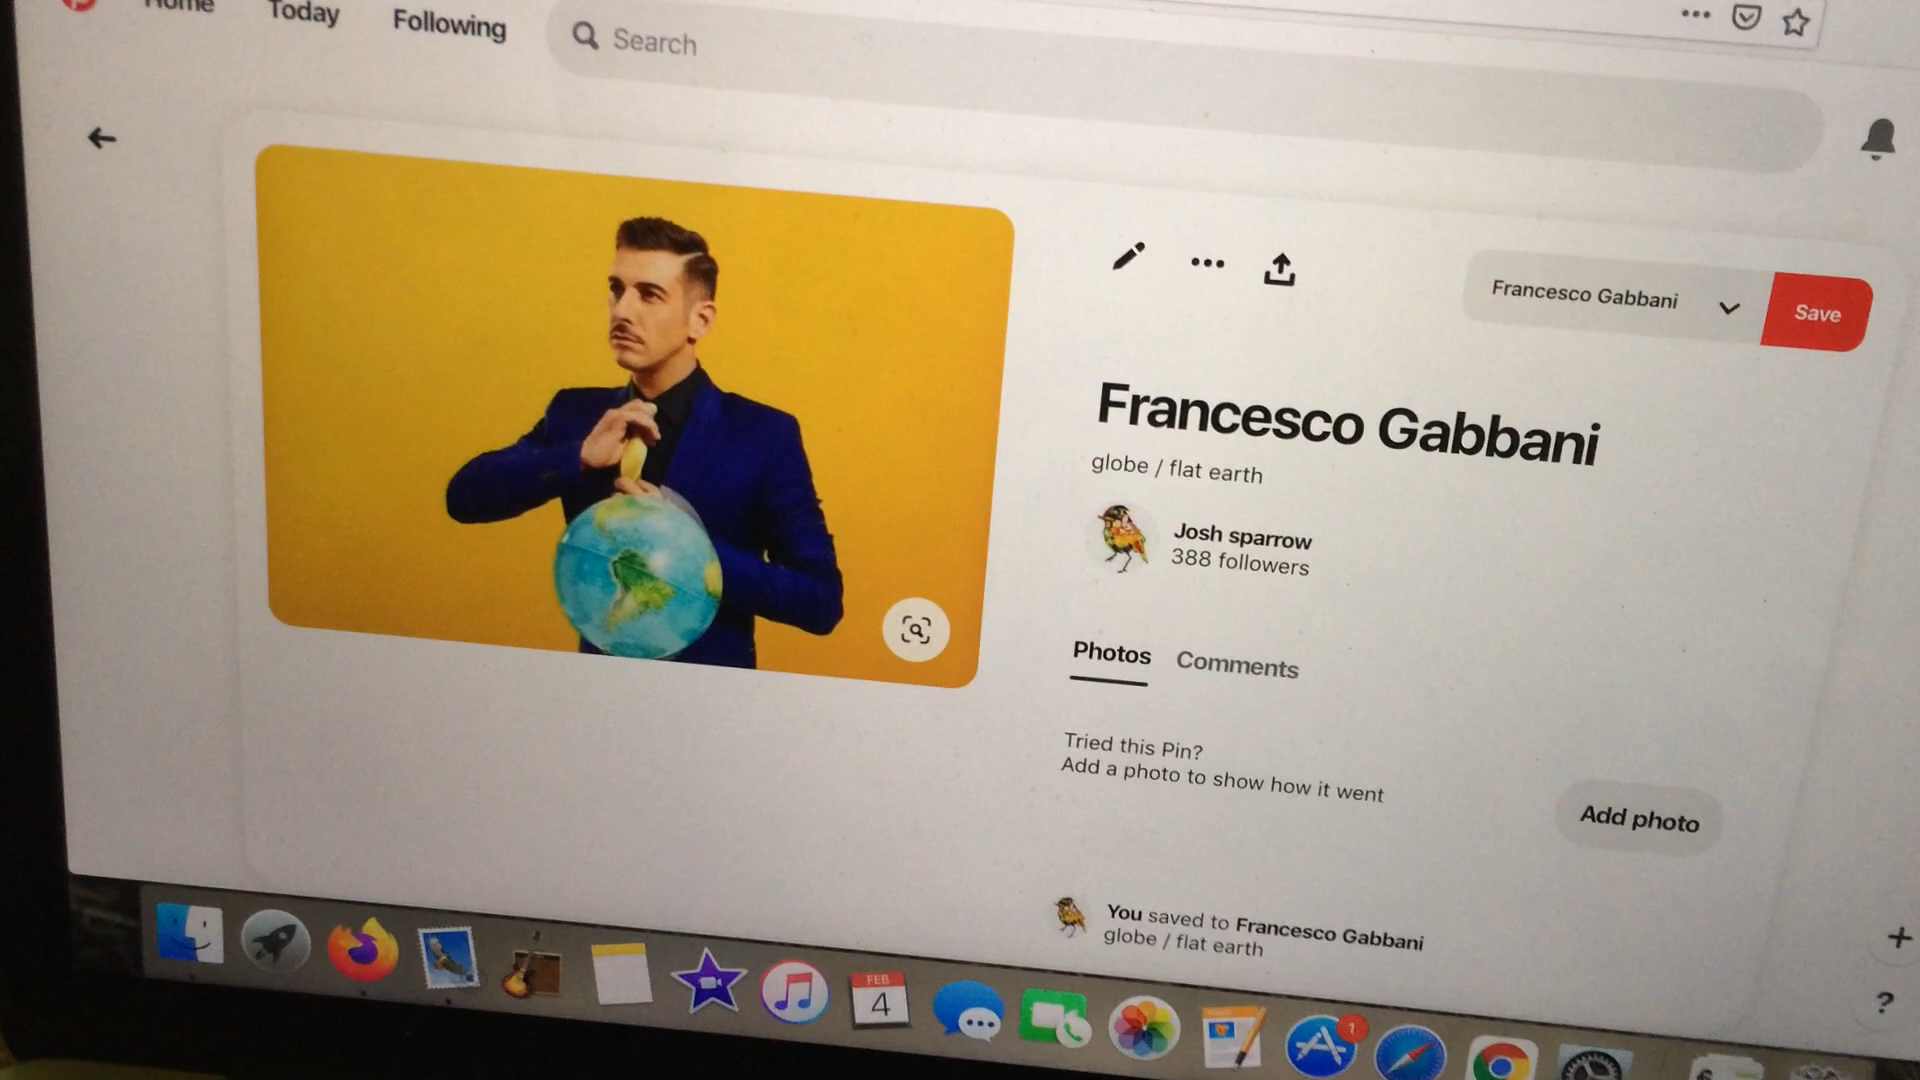 Home Today Following Search
Francesco Gabbani Save
Francesco Gabbani
globe / flat earth
Josh sparrow
388 followers
Photos Comments
Tried this Pin?
Add a photo to show how it went
Add photo
You saved to Francesco Gabbani
globe / flat earth
FEB
4
1
?